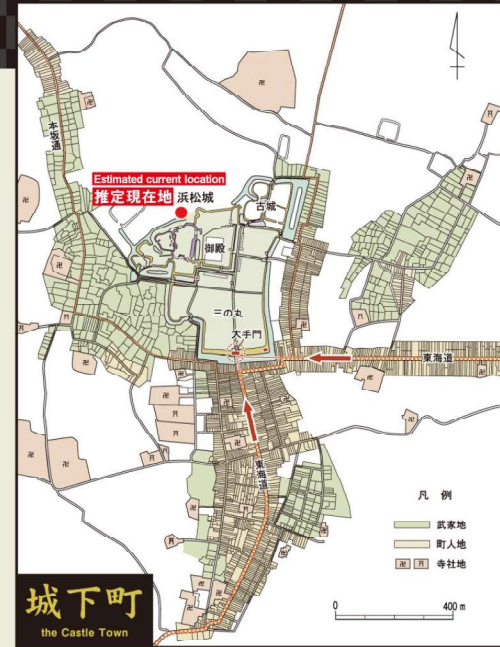 本坂通
Estimated current location
推定現在地
浜松城
古城
御殿
三の丸
大手門
東海道
東海道
凡例
武家地
町人地
寺社地
0 400 m
城下町
the Castle Town